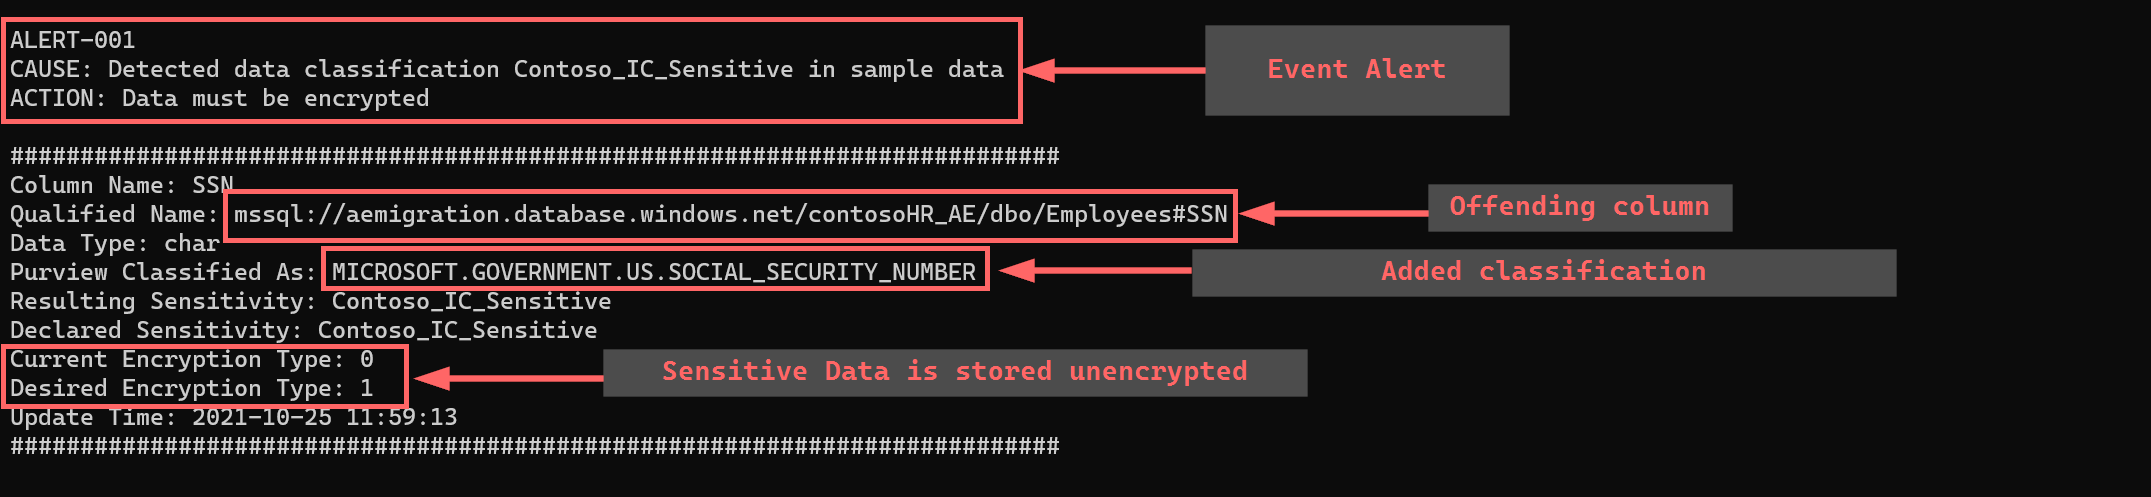 ALERT-001
CAUSE: Detected data classification Contoso_IC_Sensitive in sample data
ACTION: Data must be encrypted
Event Alert
###########################################################################
Column Name: SSN
Qualified Name: mssql://aemigration.database.windows.net/contosoHR_AE/dbo/Employees#SSN
Offending column
Data Type: char
Purview Classified As: MICROSOFT.GOVERNMENT.US.SOCIAL_SECURITY_NUMBER
Added classification
Resulting Sensitivity: Contoso_IC_Sensitive
Declared Sensitivity: Contoso_IC_Sensitive
Current Encryption Type: 0
Desired Encryption Type: 1
Sensitive Data is stored unencrypted
Update Time: 2021-10-25 11:59:13
###########################################################################